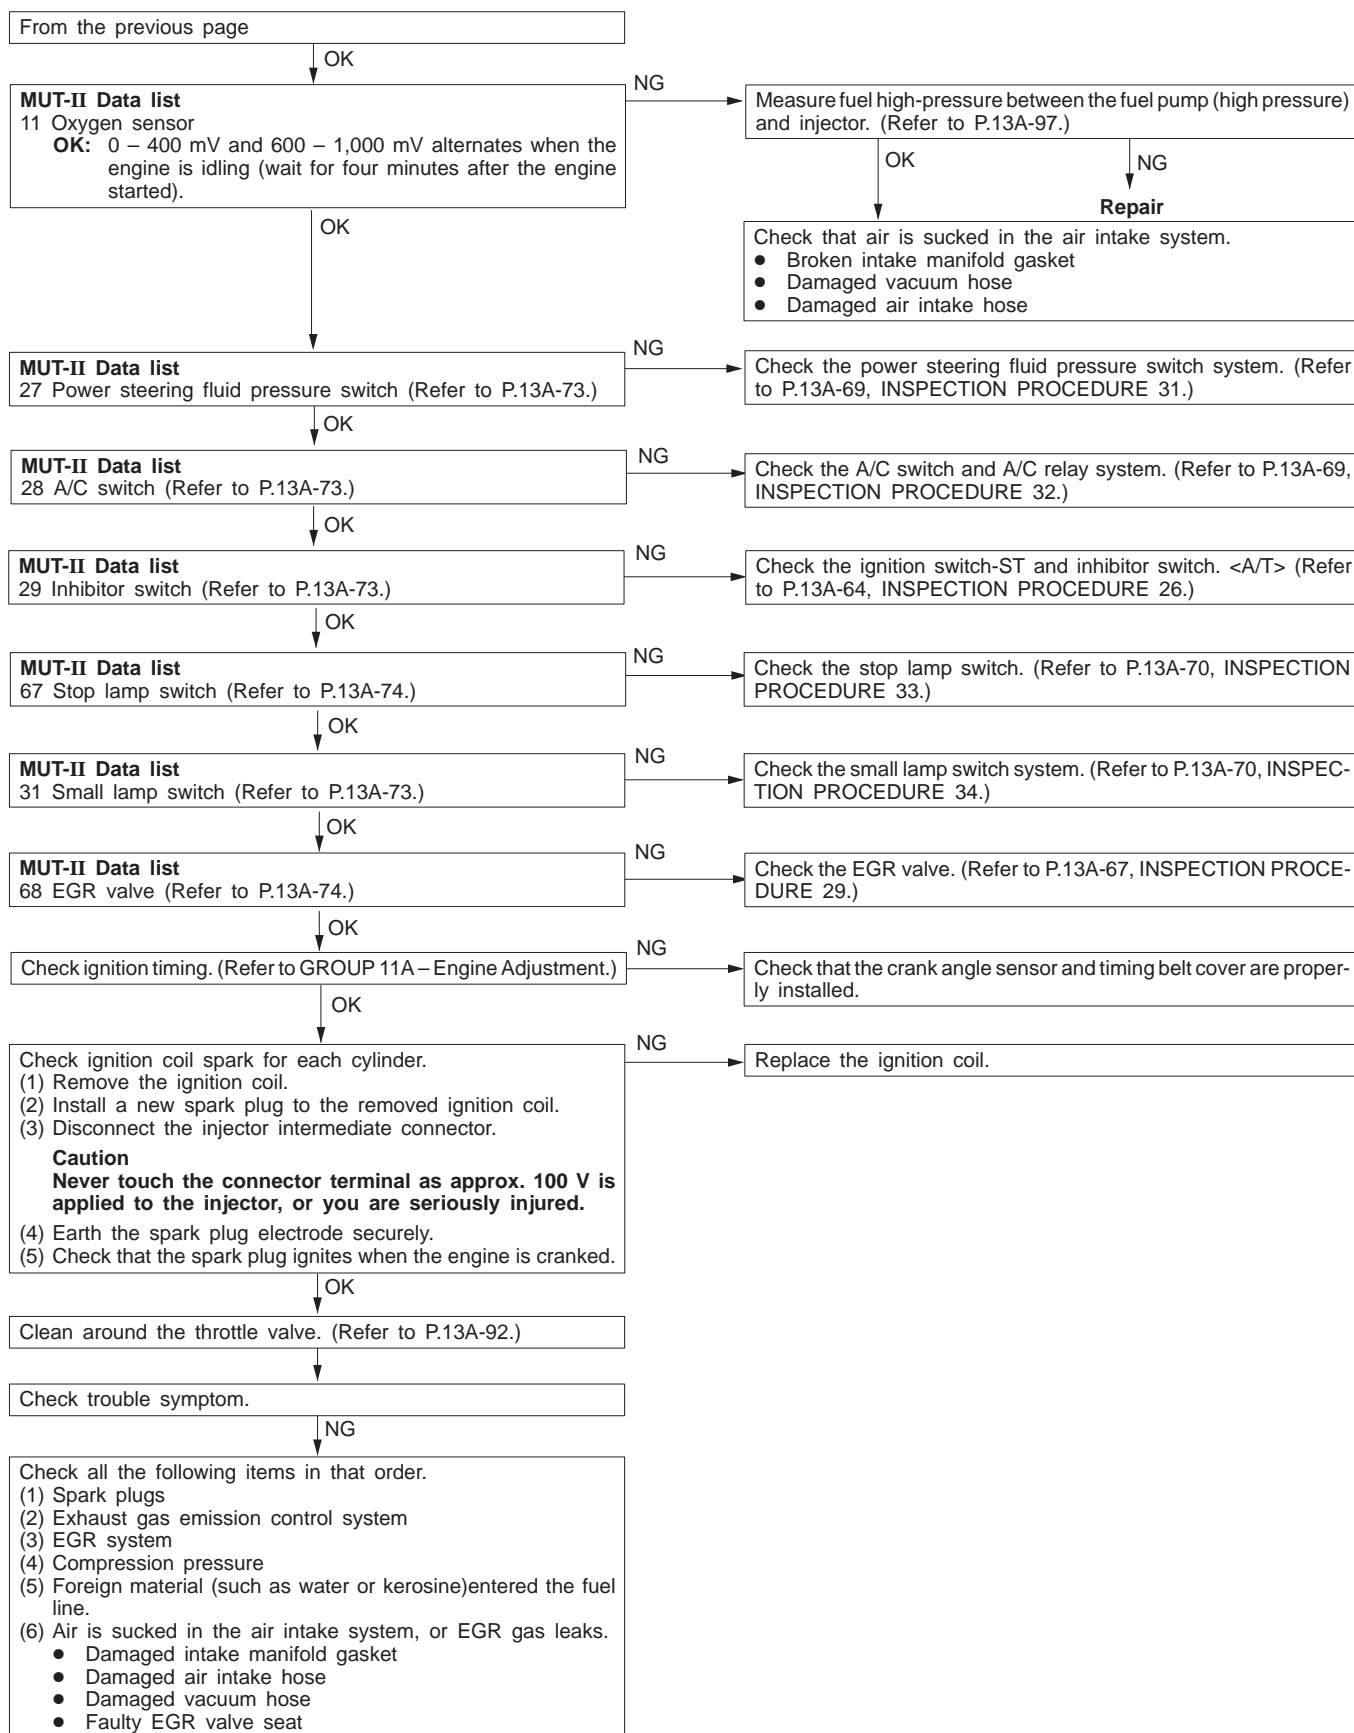 From the previous page
OK
MUT-II Data list
11 Oxygen sensor
OK: 0 – 400 mV and 600 – 1,000 mV alternates when the
engine is idling (wait for four minutes after the engine
started).
NG
Measure fuel high-pressure between the fuel pump (high pressure)
and injector. (Refer to P.13A-97.)
OK
NG
Repair
Check that air is sucked in the air intake system.
● Broken intake manifold gasket
● Damaged vacuum hose
● Damaged air intake hose
OK
MUT-II Data list
27 Power steering fluid pressure switch (Refer to P.13A-73.)
NG
Check the power steering fluid pressure switch system. (Refer
to P.13A-69, INSPECTION PROCEDURE 31.)
OK
MUT-II Data list
28 A/C switch (Refer to P.13A-73.)
NG
Check the A/C switch and A/C relay system. (Refer to P.13A-69,
INSPECTION PROCEDURE 32.)
OK
MUT-II Data list
29 Inhibitor switch (Refer to P.13A-73.)
NG
Check the ignition switch-ST and inhibitor switch. <A/T> (Refer
to P.13A-64, INSPECTION PROCEDURE 26.)
OK
MUT-II Data list
67 Stop lamp switch (Refer to P.13A-74.)
NG
Check the stop lamp switch. (Refer to P.13A-70, INSPECTION
PROCEDURE 33.)
OK
MUT-II Data list
31 Small lamp switch (Refer to P.13A-73.)
NG
Check the small lamp switch system. (Refer to P.13A-70, INSPEC-
TION PROCEDURE 34.)
OK
MUT-II Data list
68 EGR valve (Refer to P.13A-74.)
NG
Check the EGR valve. (Refer to P.13A-67, INSPECTION PROCE-
DURE 29.)
OK
Check ignition timing. (Refer to GROUP 11A – Engine Adjustment.)
NG
Check that the crank angle sensor and timing belt cover are proper-
ly installed.
OK
Check ignition coil spark for each cylinder.
(1) Remove the ignition coil.
(2) Install a new spark plug to the removed ignition coil.
(3) Disconnect the injector intermediate connector.
Caution
Never touch the connector terminal as approx. 100 V is
applied to the injector, or you are seriously injured.
(4) Earth the spark plug electrode securely.
(5) Check that the spark plug ignites when the engine is cranked.
NG
Replace the ignition coil.
OK
Clean around the throttle valve. (Refer to P.13A-92.)
Check trouble symptom.
NG
Check all the following items in that order.
(1) Spark plugs
(2) Exhaust gas emission control system
(3) EGR system
(4) Compression pressure
(5) Foreign material (such as water or kerosine)entered the fuel
line.
(6) Air is sucked in the air intake system, or EGR gas leaks.
● Damaged intake manifold gasket
● Damaged air intake hose
● Damaged vacuum hose
● Faulty EGR valve seat